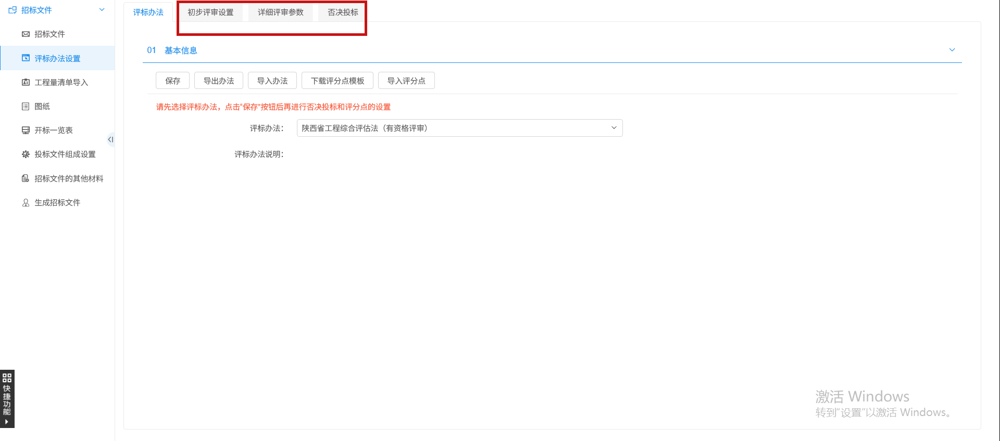 招标文件
招标文件
评标办法设置
工程量清单导入
图纸
开标一览表
投标文件组成设置
招标文件的其他材料
生成招标文件
快捷功能
评标办法
初步评审设置
详细评审参数
否决投标
01 基本信息
保存
导出办法
导入办法
下载评分点模板
导入评分点
请先选择评标办法，点击“保存”按钮后再进行否决投标和评分点的设置
评标办法：
陕西省工程综合评估法（有资格评审）
评标办法说明：
激活 Windows
转到“设置”以激活 Windows。